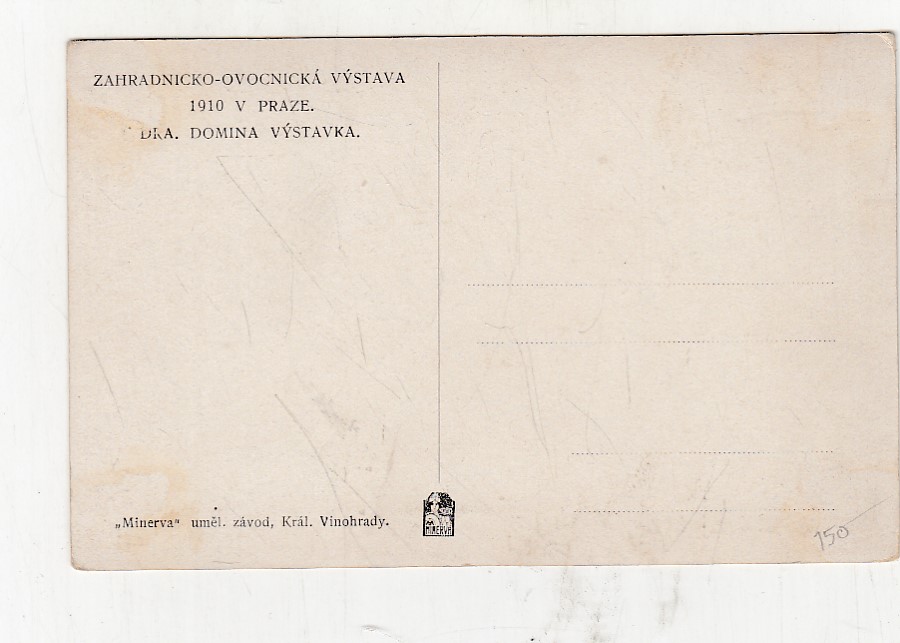 ZAHRADNICKO-OVOCNICKÁ VÝSTAVA
1910 V PRAZE.
DRA. DOMINA VÝSTAVKA.
„Minerva“ uměl. závod, Král. Vinohrady.
MINERVA
150